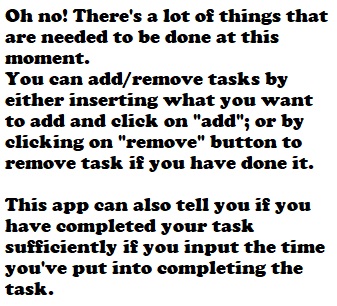 Oh no! There's a lot of things that
are needed to be done at this
moment.
You can add/remove tasks by
either inserting what you want
to add and click on "add"; or by
clicking on "remove" button to
remove task if you have done it.

This app can also tell you if you
have completed your task
sufficiently if you input the time
you've put into completing the
task.